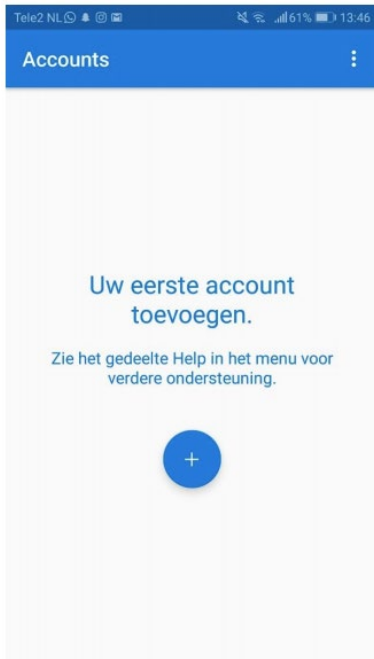 Tele2 NL 61% 13:46
Accounts
Uw eerste account
toevoegen.
Zie het gedeelte Help in het menu voor
verdere ondersteuning.
+